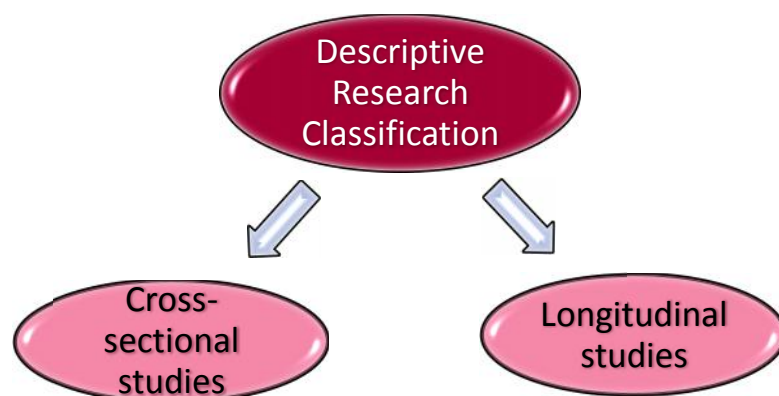 Descriptive
Research
Classification
Cross-
sectional
studies
Longitudinal
studies